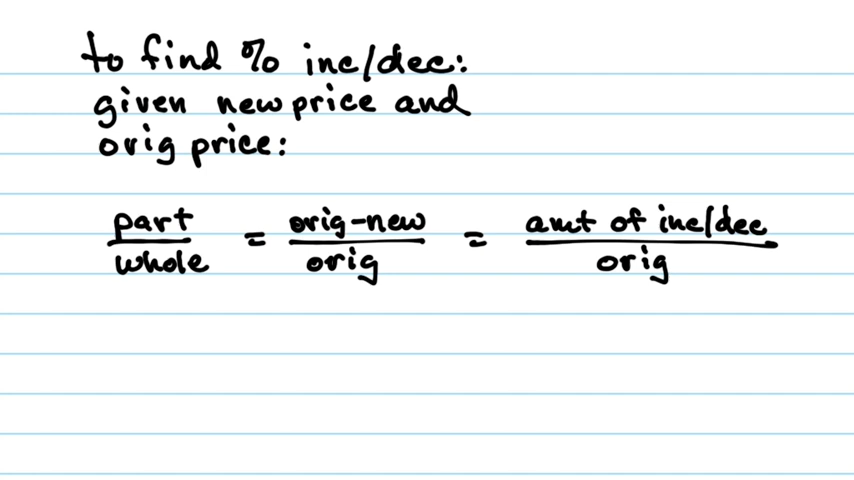 to find % inc/dec:
given new price and
orig price:
part/whole = orig-new/orig = amt of inc/dec/orig